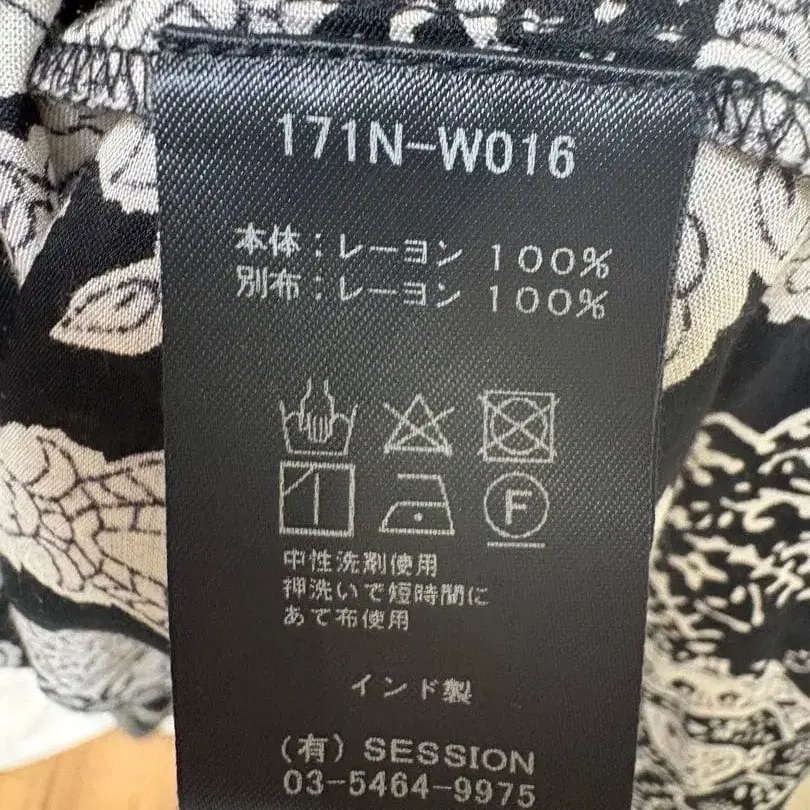 171N-W016
本体：レーヨン 100%
別布：レーヨン 100%
F
中性洗剤使用
押洗いで短時間に
あて布使用
インド製
（有）SESSION
03-5464-9975